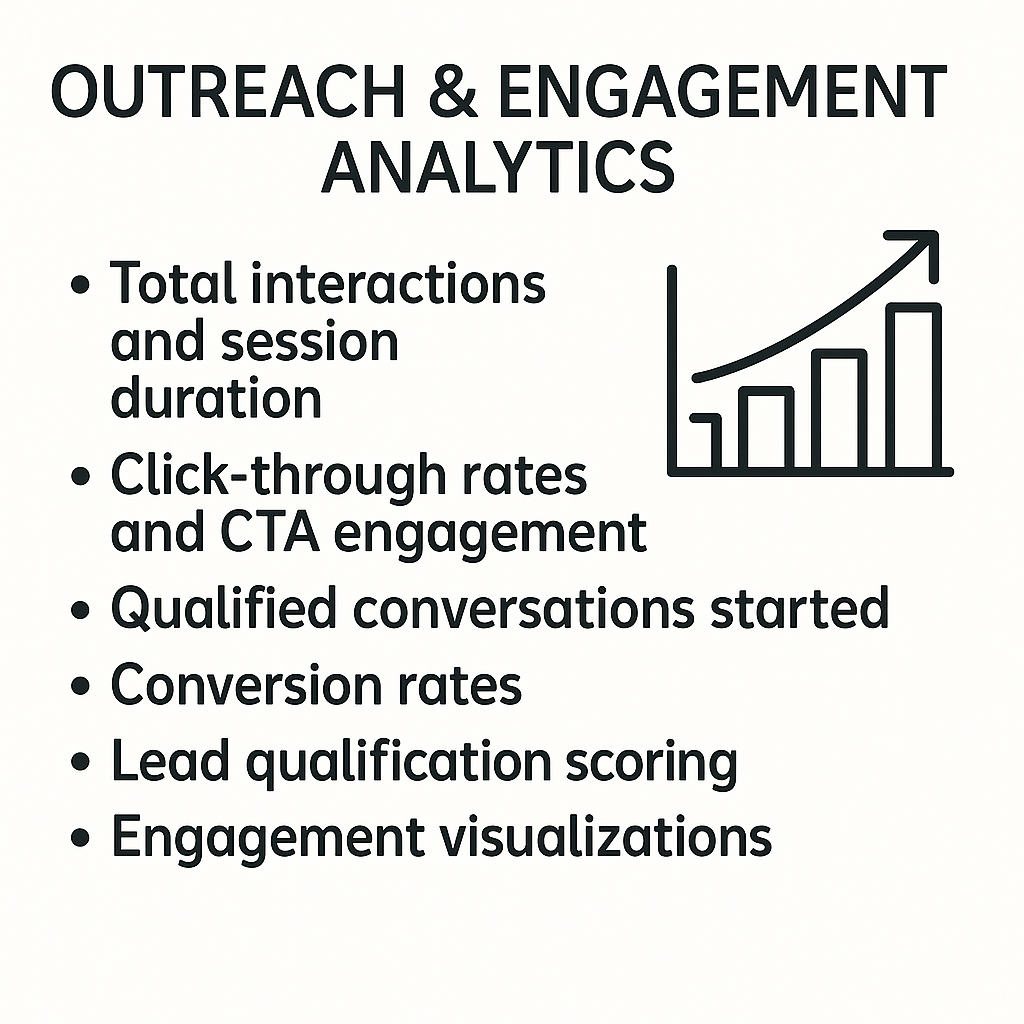 OUTREACH & ENGAGEMENT
ANALYTICS
• Total interactions
and session
duration
• Click-through rates
and CTA engagement
• Qualified conversations started
• Conversion rates
• Lead qualification scoring
• Engagement visualizations